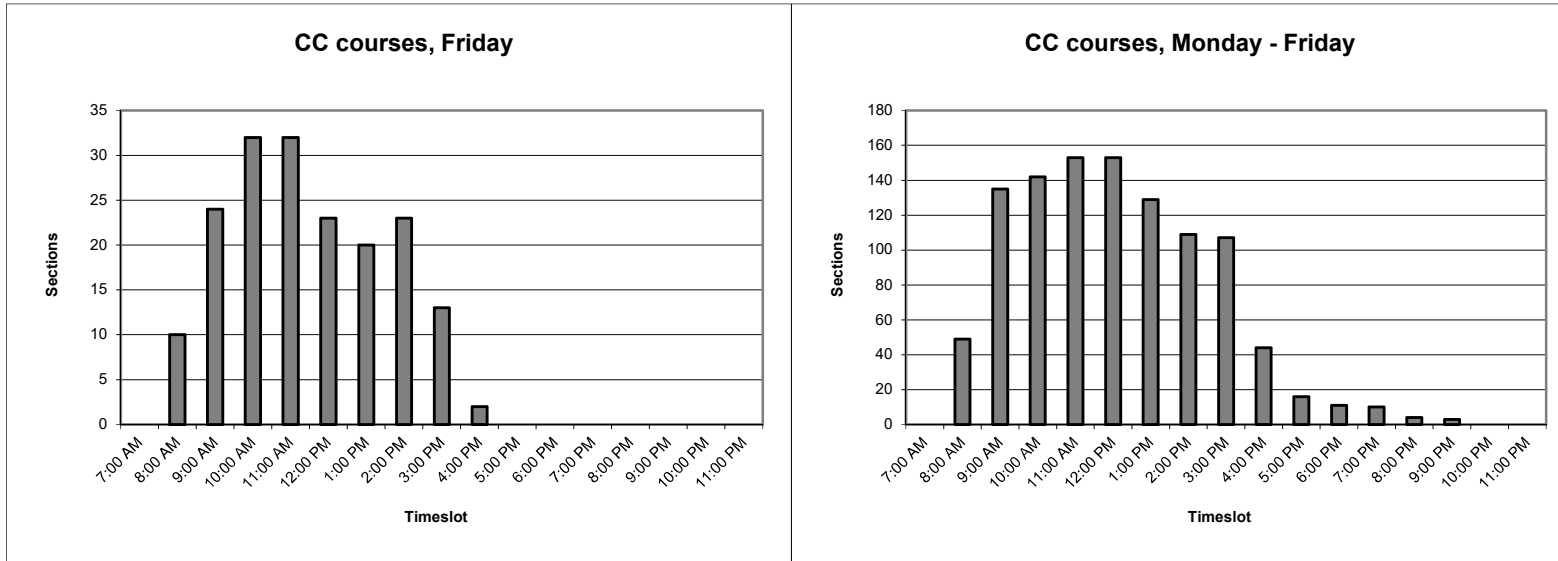 CC courses, Friday
35
30
25
20
15
10
5
0
Sections
7:00 AM
8:00 AM
9:00 AM
10:00 AM
11:00 AM
12:00 PM
1:00 PM
2:00 PM
3:00 PM
4:00 PM
5:00 PM
6:00 PM
7:00 PM
8:00 PM
9:00 PM
10:00 PM
11:00 PM
Timeslot
CC courses, Monday - Friday
180
160
140
120
100
80
60
40
20
0
Sections
7:00 AM
8:00 AM
9:00 AM
10:00 AM
11:00 AM
12:00 PM
1:00 PM
2:00 PM
3:00 PM
4:00 PM
5:00 PM
6:00 PM
7:00 PM
8:00 PM
9:00 PM
10:00 PM
11:00 PM
Timeslot